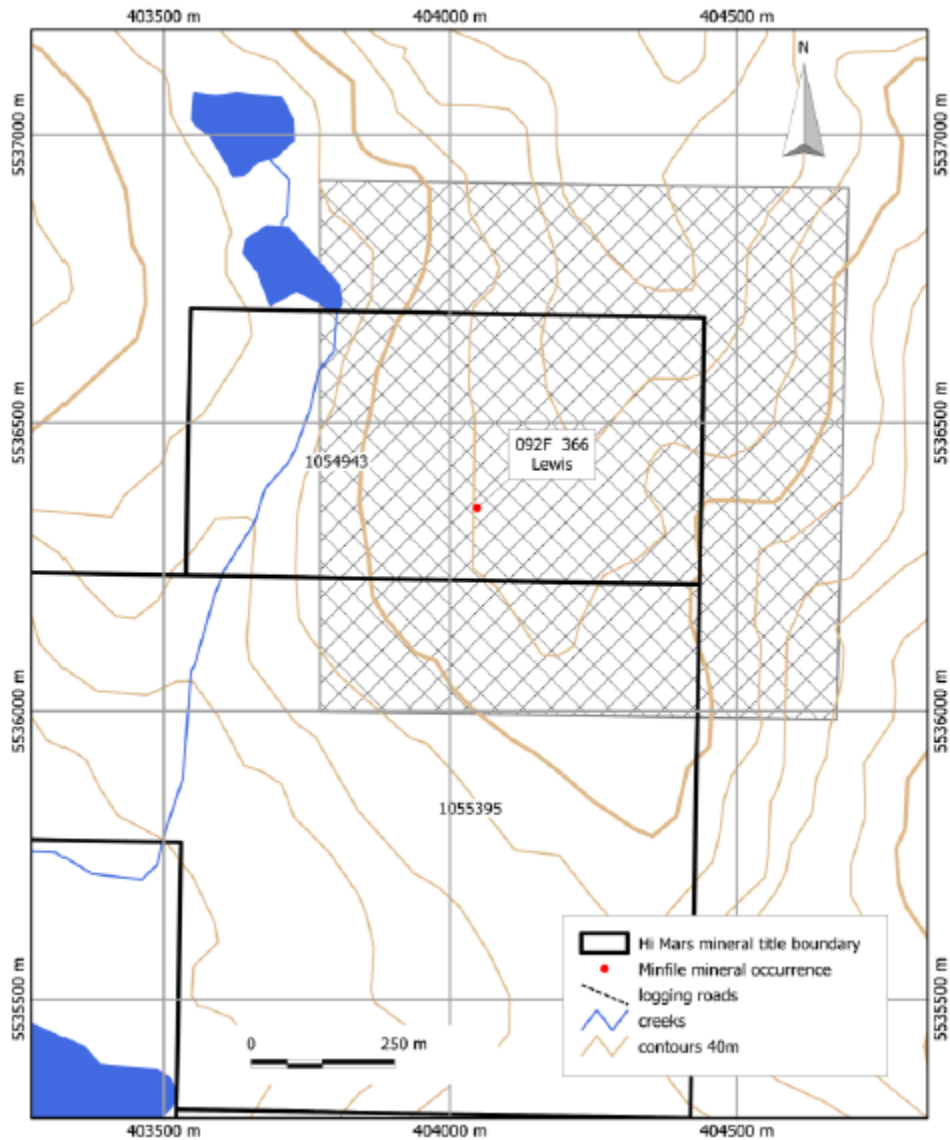 403500 m
404000 m
404500 m
N
5537000 m
5537000 m
5536500 m
5536500 m
092F 366
Lewis
1054943
5536000 m
5536000 m
1055395
Hi Mars mineral title boundary
Minfile mineral occurrence
logging roads
creeks
contours 40m
5535500 m
5535500 m
0
250 m
403500 m
404000 m
404500 m